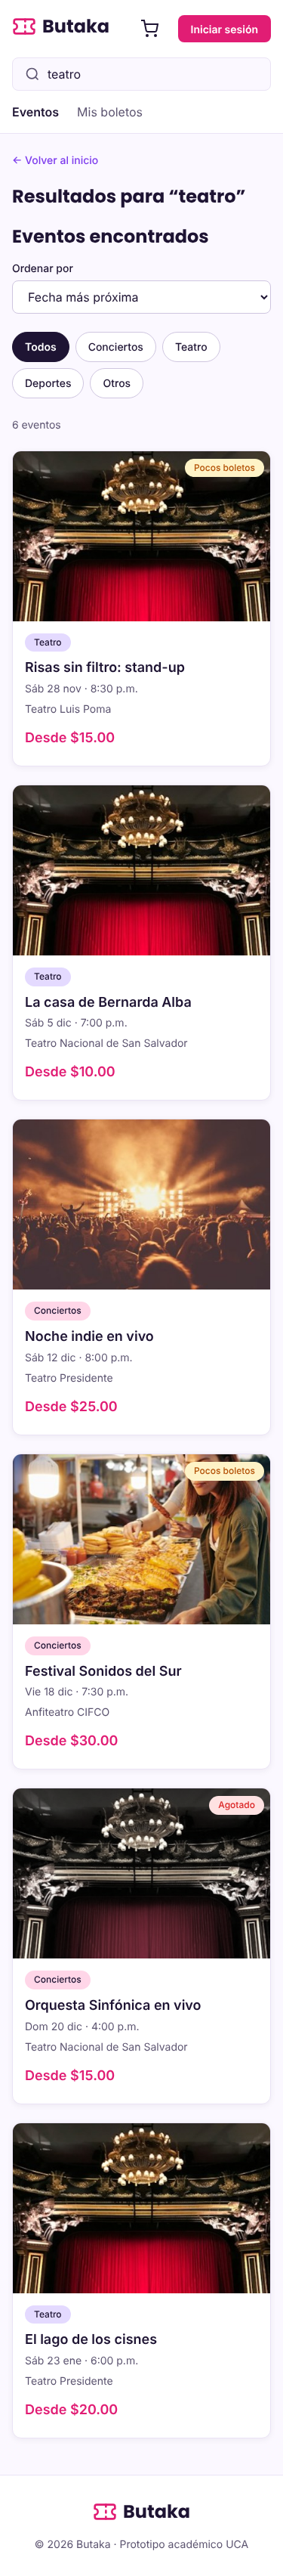 Butaka
Iniciar sesión
teatro
Eventos
Mis boletos
← Volver al inicio
Resultados para “teatro”
Eventos encontrados
Ordenar por
Fecha más próxima
Todos
Conciertos
Teatro
Deportes
Otros
6 eventos
Pocos boletos
Teatro
Risas sin filtro: stand-up
Sáb 28 nov · 8:30 p.m.
Teatro Luis Poma
Desde $15.00
Teatro
La casa de Bernarda Alba
Sáb 5 dic · 7:00 p.m.
Teatro Nacional de San Salvador
Desde $10.00
Conciertos
Noche indie en vivo
Sáb 12 dic · 8:00 p.m.
Teatro Presidente
Desde $25.00
Pocos boletos
Conciertos
Festival Sonidos del Sur
Vie 18 dic · 7:30 p.m.
Anfiteatro CIFCO
Desde $30.00
Agotado
Conciertos
Orquesta Sinfónica en vivo
Dom 20 dic · 4:00 p.m.
Teatro Nacional de San Salvador
Desde $15.00
Teatro
El lago de los cisnes
Sáb 23 ene · 6:00 p.m.
Teatro Presidente
Desde $20.00
Butaka
© 2026 Butaka · Prototipo académico UCA